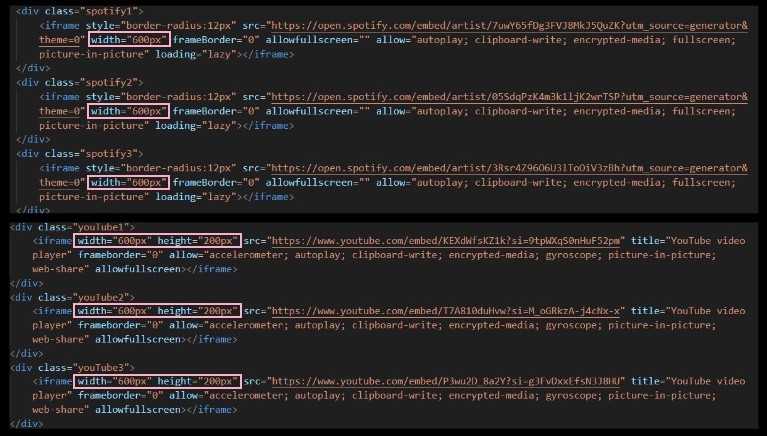 <div class="spotify1">
<iframe style="border-radius:12px" src="https://open.spotify.com/embed/artist/7uwY65fDg3FVJ8MkJ5QuZK?utm_source=generator&
theme=0" width="600px" frameBorder="0" allowfullscreen="" allow="autoplay; clipboard-write; encrypted-media; fullscreen;
picture-in-picture" loading="lazy"></iframe>
</div>
<div class="spotify2">
<iframe style="border-radius:12px" src="https://open.spotify.com/embed/artist/05SdqPzK4m3k1ljK2wrTSP?utm_source=generator&
theme=0" width="600px" frameBorder="0" allowfullscreen="" allow="autoplay; clipboard-write; encrypted-media; fullscreen;
picture-in-picture" loading="lazy"></iframe>
</div>
<div class="spotify3">
<iframe style="border-radius:12px" src="https://open.spotify.com/embed/artist/3Rsr4Z96O6U3lToOiV3zBh?utm_source=generator&
theme=0" width="600px" frameBorder="0" allowfullscreen="" allow="autoplay; clipboard-write; encrypted-media; fullscreen;
picture-in-picture" loading="lazy"></iframe>
</div>
<div class="youTube1">
<iframe width="600px" height="200px" src="https://www.youtube.com/embed/KEXdWfsKZ1k?si=9tpWXqS0nHuF52pm" title="YouTube video
player" frameborder="0" allow="accelerometer; autoplay; clipboard-write; encrypted-media; gyroscope; picture-in-picture;
web-share" allowfullscreen></iframe>
</div>
<div class="youTube2">
<iframe width="600px" height="200px" src="https://www.youtube.com/embed/T7A810duHvw?si=M_oGRkzA-j4cNx-x" title="YouTube video
player" frameborder="0" allow="accelerometer; autoplay; clipboard-write; encrypted-media; gyroscope; picture-in-picture;
web-share" allowfullscreen></iframe>
</div>
<div class="youTube3">
<iframe width="600px" height="200px" src="https://www.youtube.com/embed/P3wu2D_8a2Y?si=g3FvDxxEfsN3J8HU" title="YouTube video
player" frameborder="0" allow="accelerometer; autoplay; clipboard-write; encrypted-media; gyroscope; picture-in-picture;
web-share" allowfullscreen></iframe>
</div>